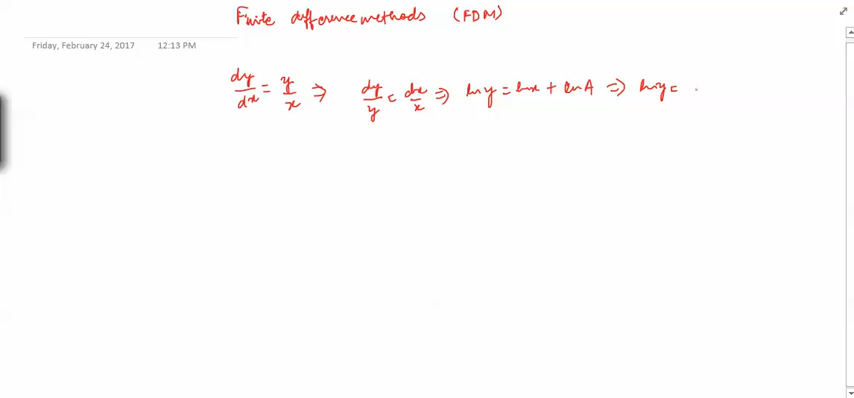 Finite difference methods (FDM)
Friday, February 24, 2017 12:13 PM
dy/dx = y/x ⇒ dy/y = dx/x ⇒ ln y = ln x + ln A ⇒ ln y =